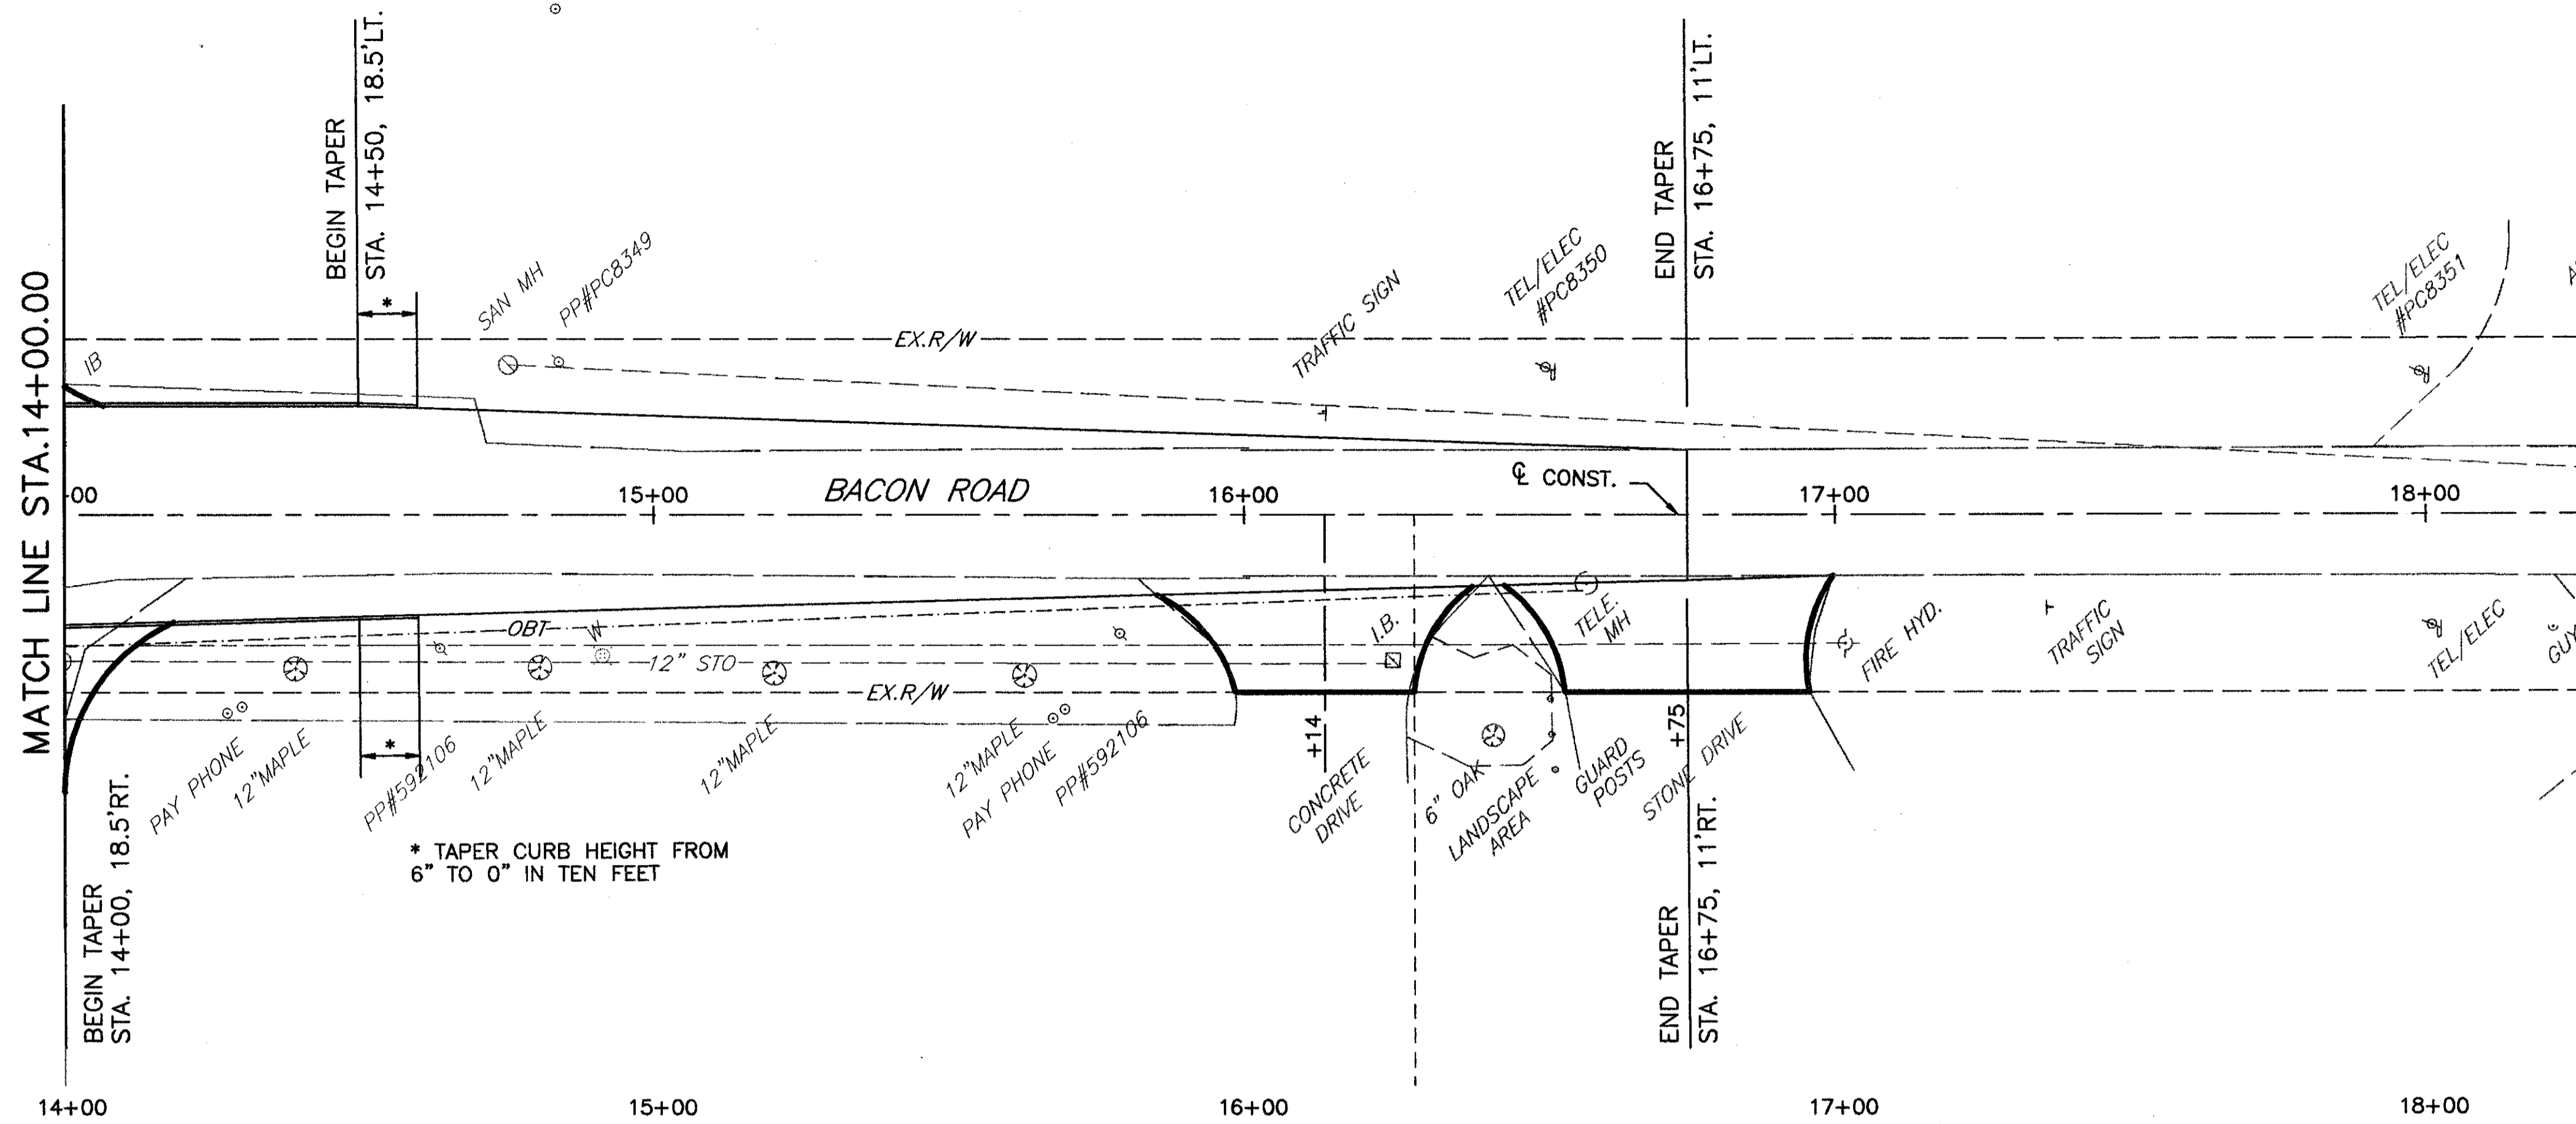 MATCH LINE STA.14+00.00
BEGIN TAPER
STA. 14+50, 18.5'LT.
*
SAN MH
PP#PC8349
EX.R/W
TRAFFIC SIGN
TEL/ELEC
#PC8350
END TAPER
STA. 16+75, 11'LT.
TEL/ELEC
#PC8351
IB
00
15+00
BACON ROAD
16+00
℄ CONST.
17+00
18+00
OBT
W
12" STO
EX.R/W
I.B.
TELE.
MH
FIRE HYD.
TRAFFIC
SIGN
TEL/ELEC
GUY
PAY PHONE
12"MAPLE
*
PP#592106
12"MAPLE
12"MAPLE
12"MAPLE
PAY PHONE
PP#592106
+14
CONCRETE
DRIVE
6" OAK
LANDSCAPE
AREA
GUARD
POSTS
+75
STONE DRIVE
* TAPER CURB HEIGHT FROM
6" TO 0" IN TEN FEET
BEGIN TAPER
STA. 14+00, 18.5'RT.
END TAPER
STA. 16+75, 11'RT.
14+00
15+00
16+00
17+00
18+00